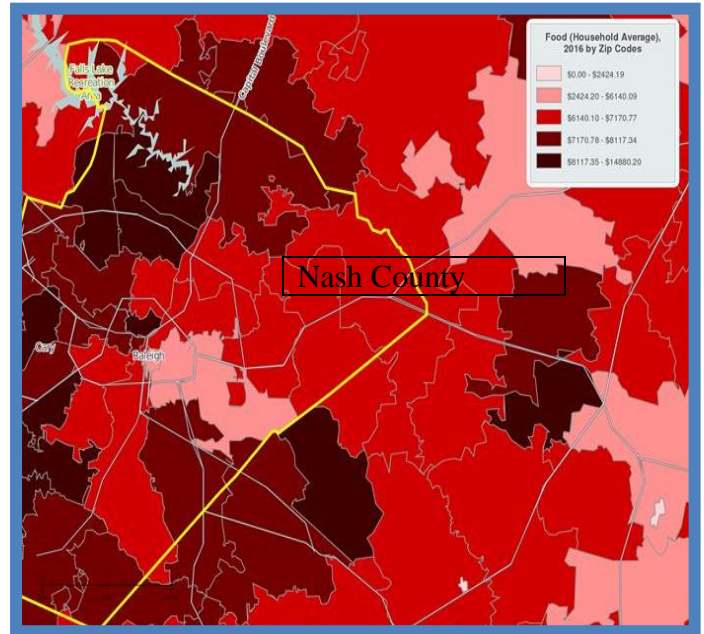 Food (Household Average),
2016 by Zip Codes
$0.00 - $2424.19
$2424.20 - $6140.09
$6140.10 - $7170.77
$7170.78 - $8117.34
$8117.35 - $14880.20
Falls Lake
Recreation
Area
Capital Boulevard
Nash County
Cary
Raleigh